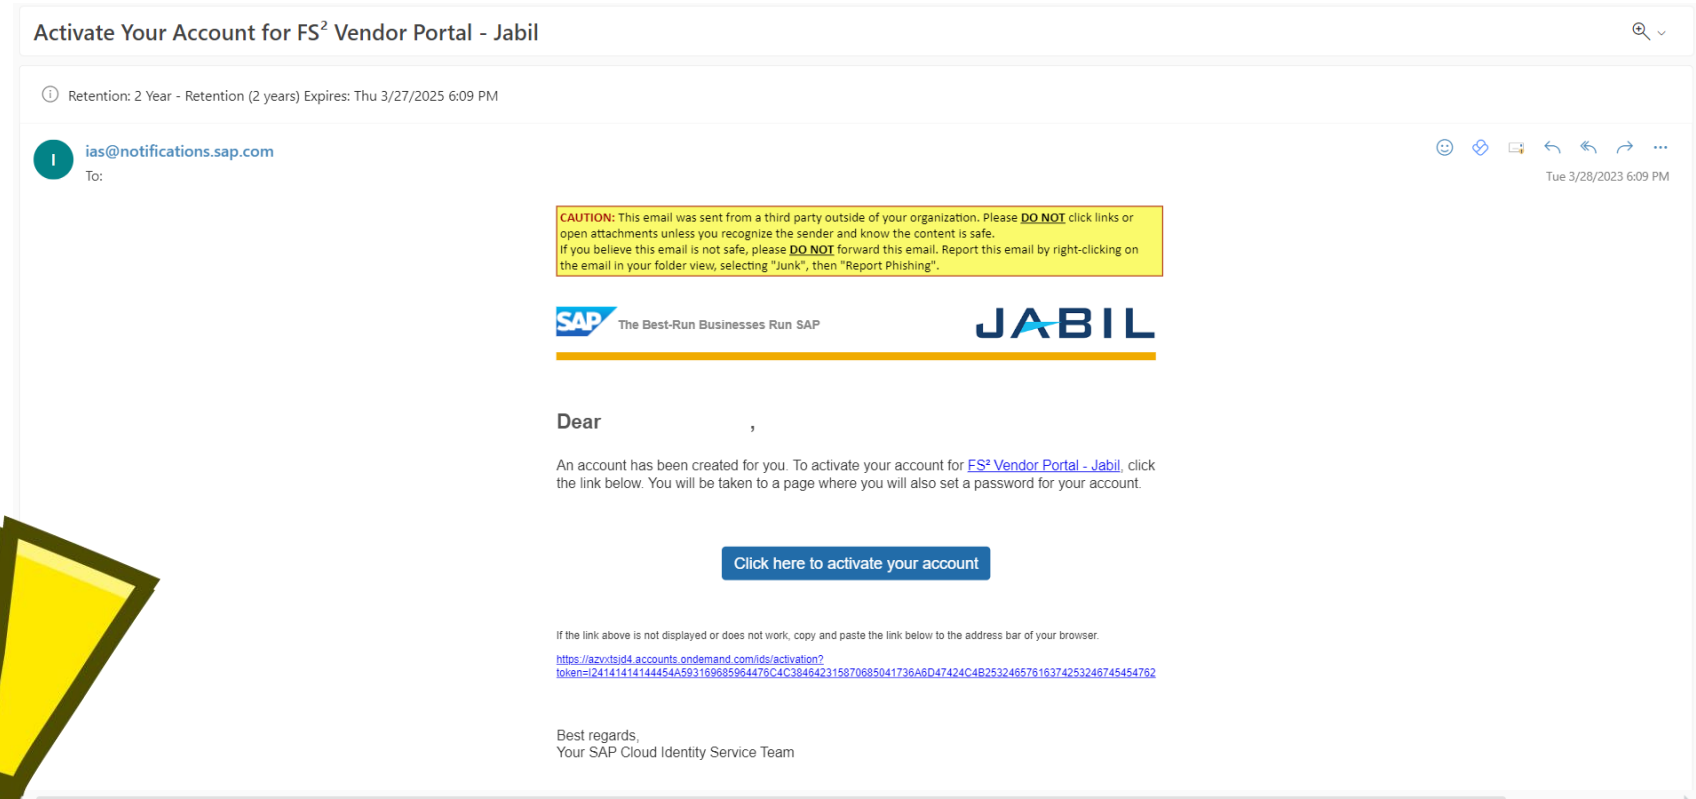 Activate Your Account for FS² Vendor Portal - Jabil
Retention: 2 Year - Retention (2 years) Expires: Thu 3/27/2025 6:09 PM
I
ias@notifications.sap.com
To:
Tue 3/28/2023 6:09 PM
CAUTION: This email was sent from a third party outside of your organization. Please DO NOT click links or
open attachments unless you recognize the sender and know the content is safe.
If you believe this email is not safe, please DO NOT forward this email. Report this email by right-clicking on
the email in your folder view, selecting "Junk", then "Report Phishing".
SAP The Best-Run Businesses Run SAP
JABIL
Dear ,
An account has been created for you. To activate your account for FS² Vendor Portal - Jabil, click
the link below. You will be taken to a page where you will also set a password for your account.
Click here to activate your account
If the link above is not displayed or does not work, copy and paste the link below to the address bar of your browser.
https://azvxtsjd4.accounts.ondemand.com/ids/activation?
token=I24141414144454A593169685964476C4C384642315870685041736A6D47424C4B25324657616374253246745454762
Best regards,
Your SAP Cloud Identity Service Team